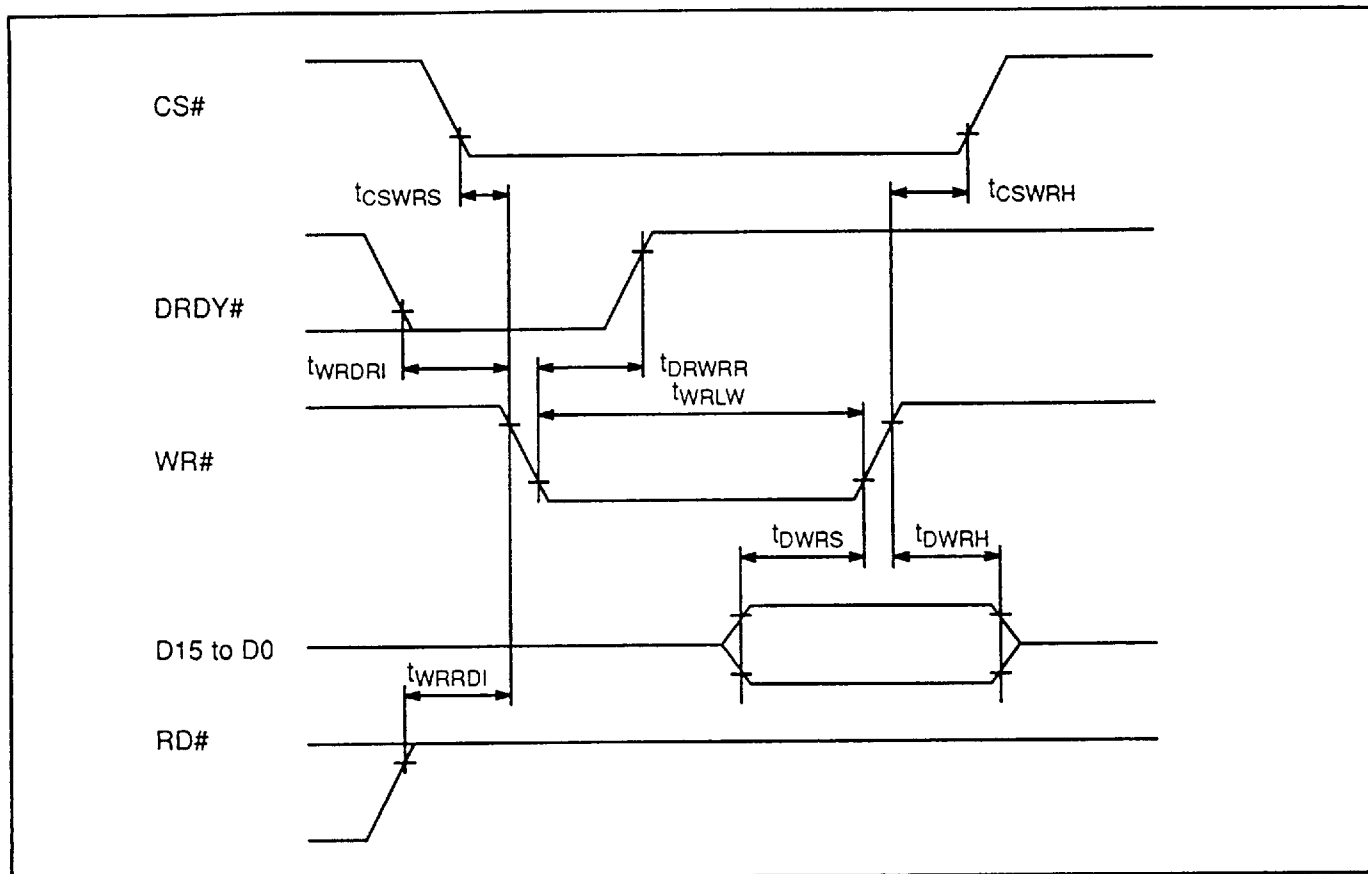 CS#
tCSWRS
tCSWRH
DRDY#
tWRDRI
tDRWRR
tWRLW
WR#
tDWRS
tDWRH
D15 to D0
tWRRDI
RD#